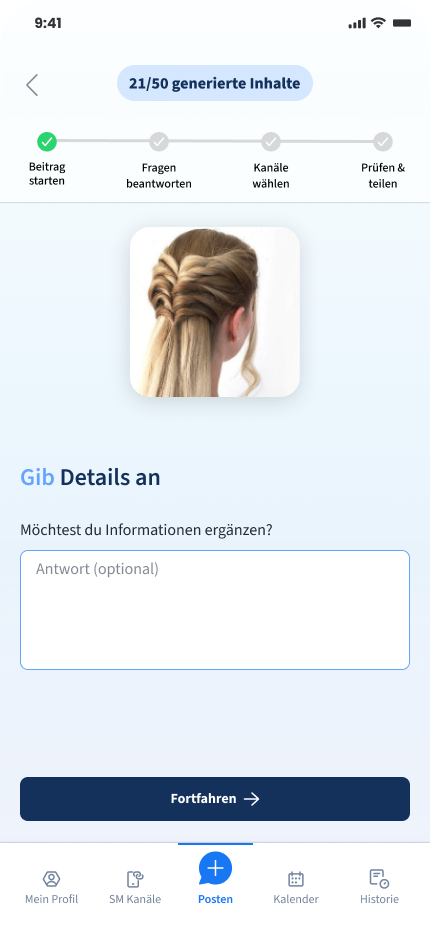 9:41
21/50 generierte Inhalte
Beitrag
starten
Fragen
beantworten
Kanäle
wählen
Prüfen &
teilen
Gib Details an
Möchtest du Informationen ergänzen?
Antwort (optional)
Fortfahren
Mein Profil
SM Kanäle
Posten
Kalender
Historie